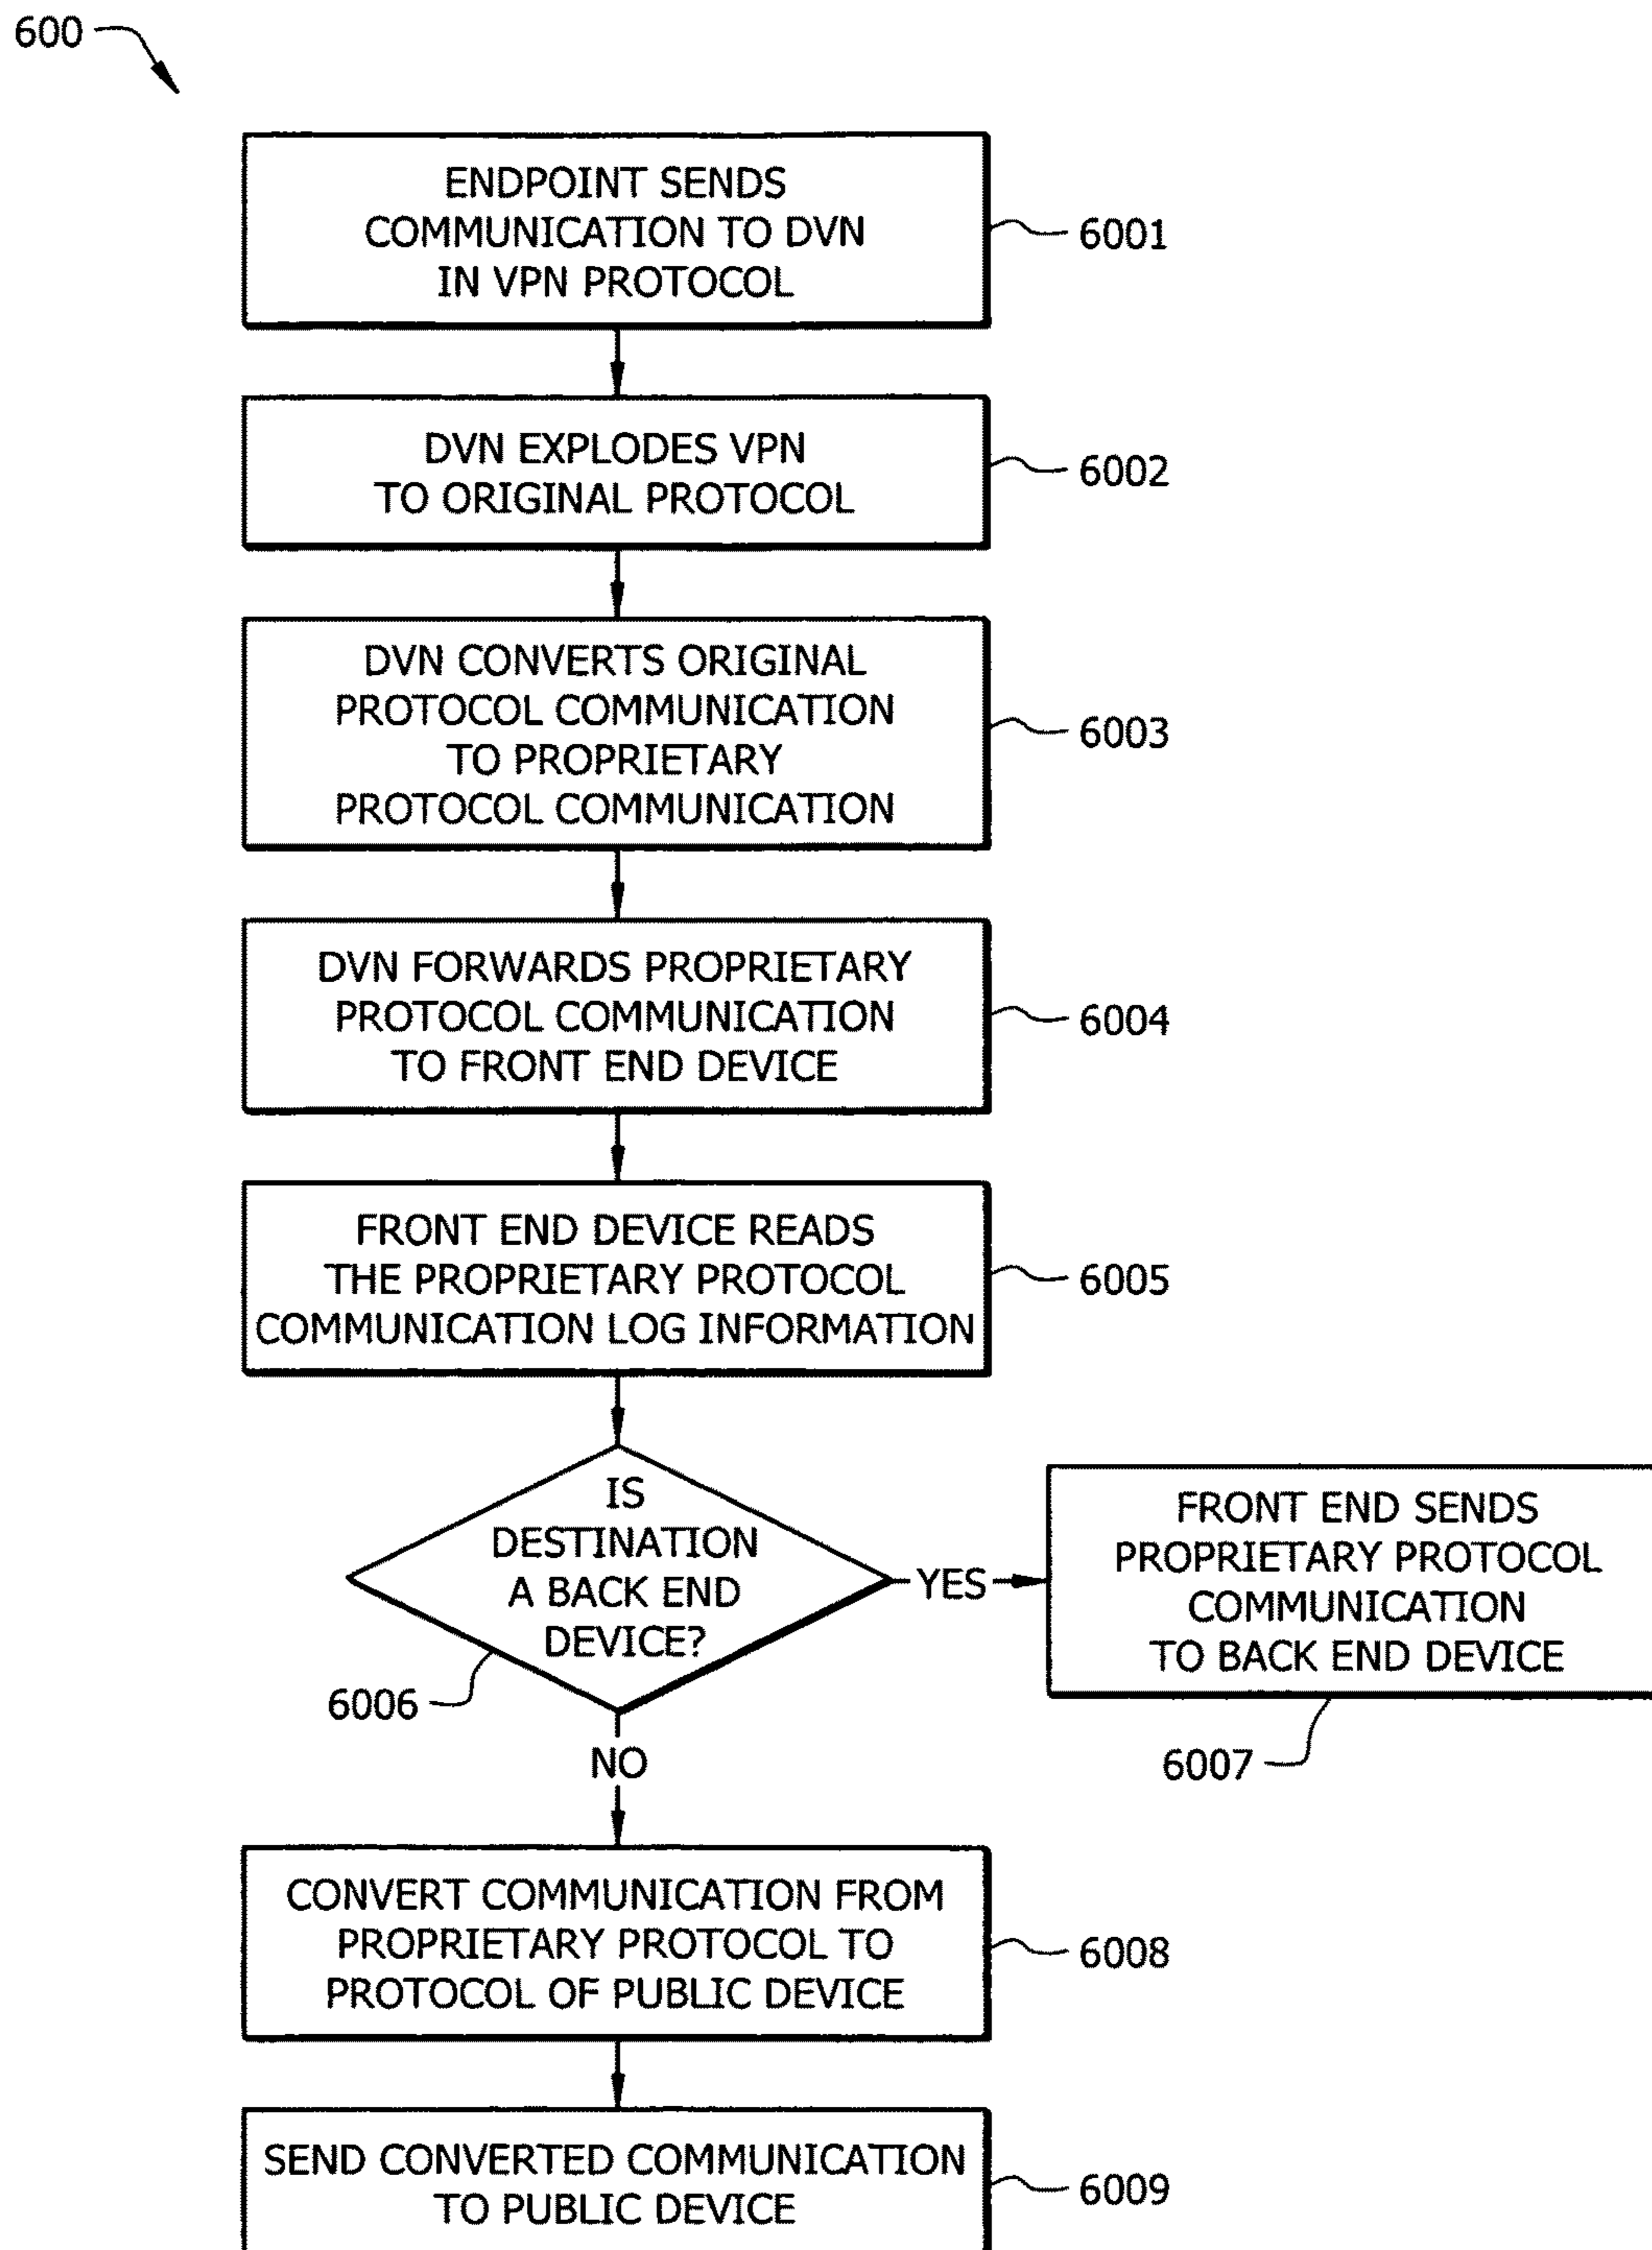 600
ENDPOINT SENDS
COMMUNICATION TO DVN
IN VPN PROTOCOL
6001
DVN EXPLODES VPN
TO ORIGINAL PROTOCOL
6002
DVN CONVERTS ORIGINAL
PROTOCOL COMMUNICATION
TO PROPRIETARY
PROTOCOL COMMUNICATION
6003
DVN FORWARDS PROPRIETARY
PROTOCOL COMMUNICATION
TO FRONT END DEVICE
6004
FRONT END DEVICE READS
THE PROPRIETARY PROTOCOL
COMMUNICATION LOG INFORMATION
6005
IS
DESTINATION
A BACK END
DEVICE?
6006
YES
FRONT END SENDS
PROPRIETARY PROTOCOL
COMMUNICATION
TO BACK END DEVICE
6007
NO
CONVERT COMMUNICATION FROM
PROPRIETARY PROTOCOL TO
PROTOCOL OF PUBLIC DEVICE
6008
SEND CONVERTED COMMUNICATION
TO PUBLIC DEVICE
6009